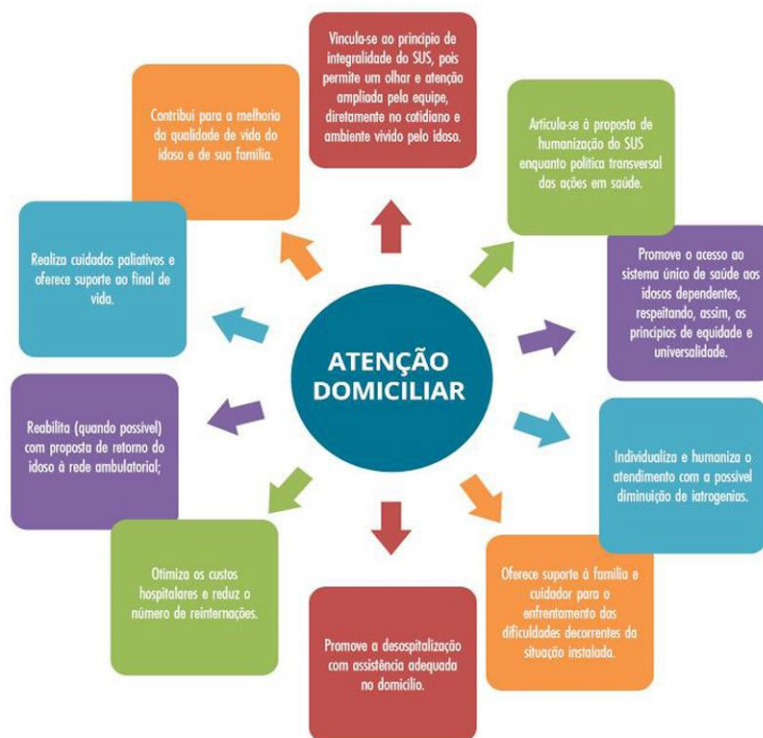 Vincula-se ao princípio de
integralidade do SUS, pois
permite um olhar e atenção
ampliada pela equipe,
diretamente no cotidiano e
ambiente vivido pelo idoso.
Articula-se à proposta de
humanização do SUS
enquanto política transversal
das ações em saúde.
Promove o acesso ao
sistema único de saúde aos
idosos dependentes,
respeitando, assim, os
princípios de equidade e
universalidade.
Individualiza e humaniza o
atendimento com a possível
diminuição de iatrogenias.
Oferece suporte à família e
cuidador para o
enfrentamento das
dificuldades decorrentes da
situação instalada.
Promove a desospitalização
com assistência adequada
no domicílio.
Otimiza os custos
hospitalares e reduz o
número de reinternações.
Reabilita (quando possível)
com proposta de retorno do
idoso à rede ambulatorial;
Realiza cuidados paliativos e
oferece suporte ao final de
vida.
Contribui para a melhoria
da qualidade de vida do
idoso e de sua família.
ATENÇÃO
DOMICILIAR